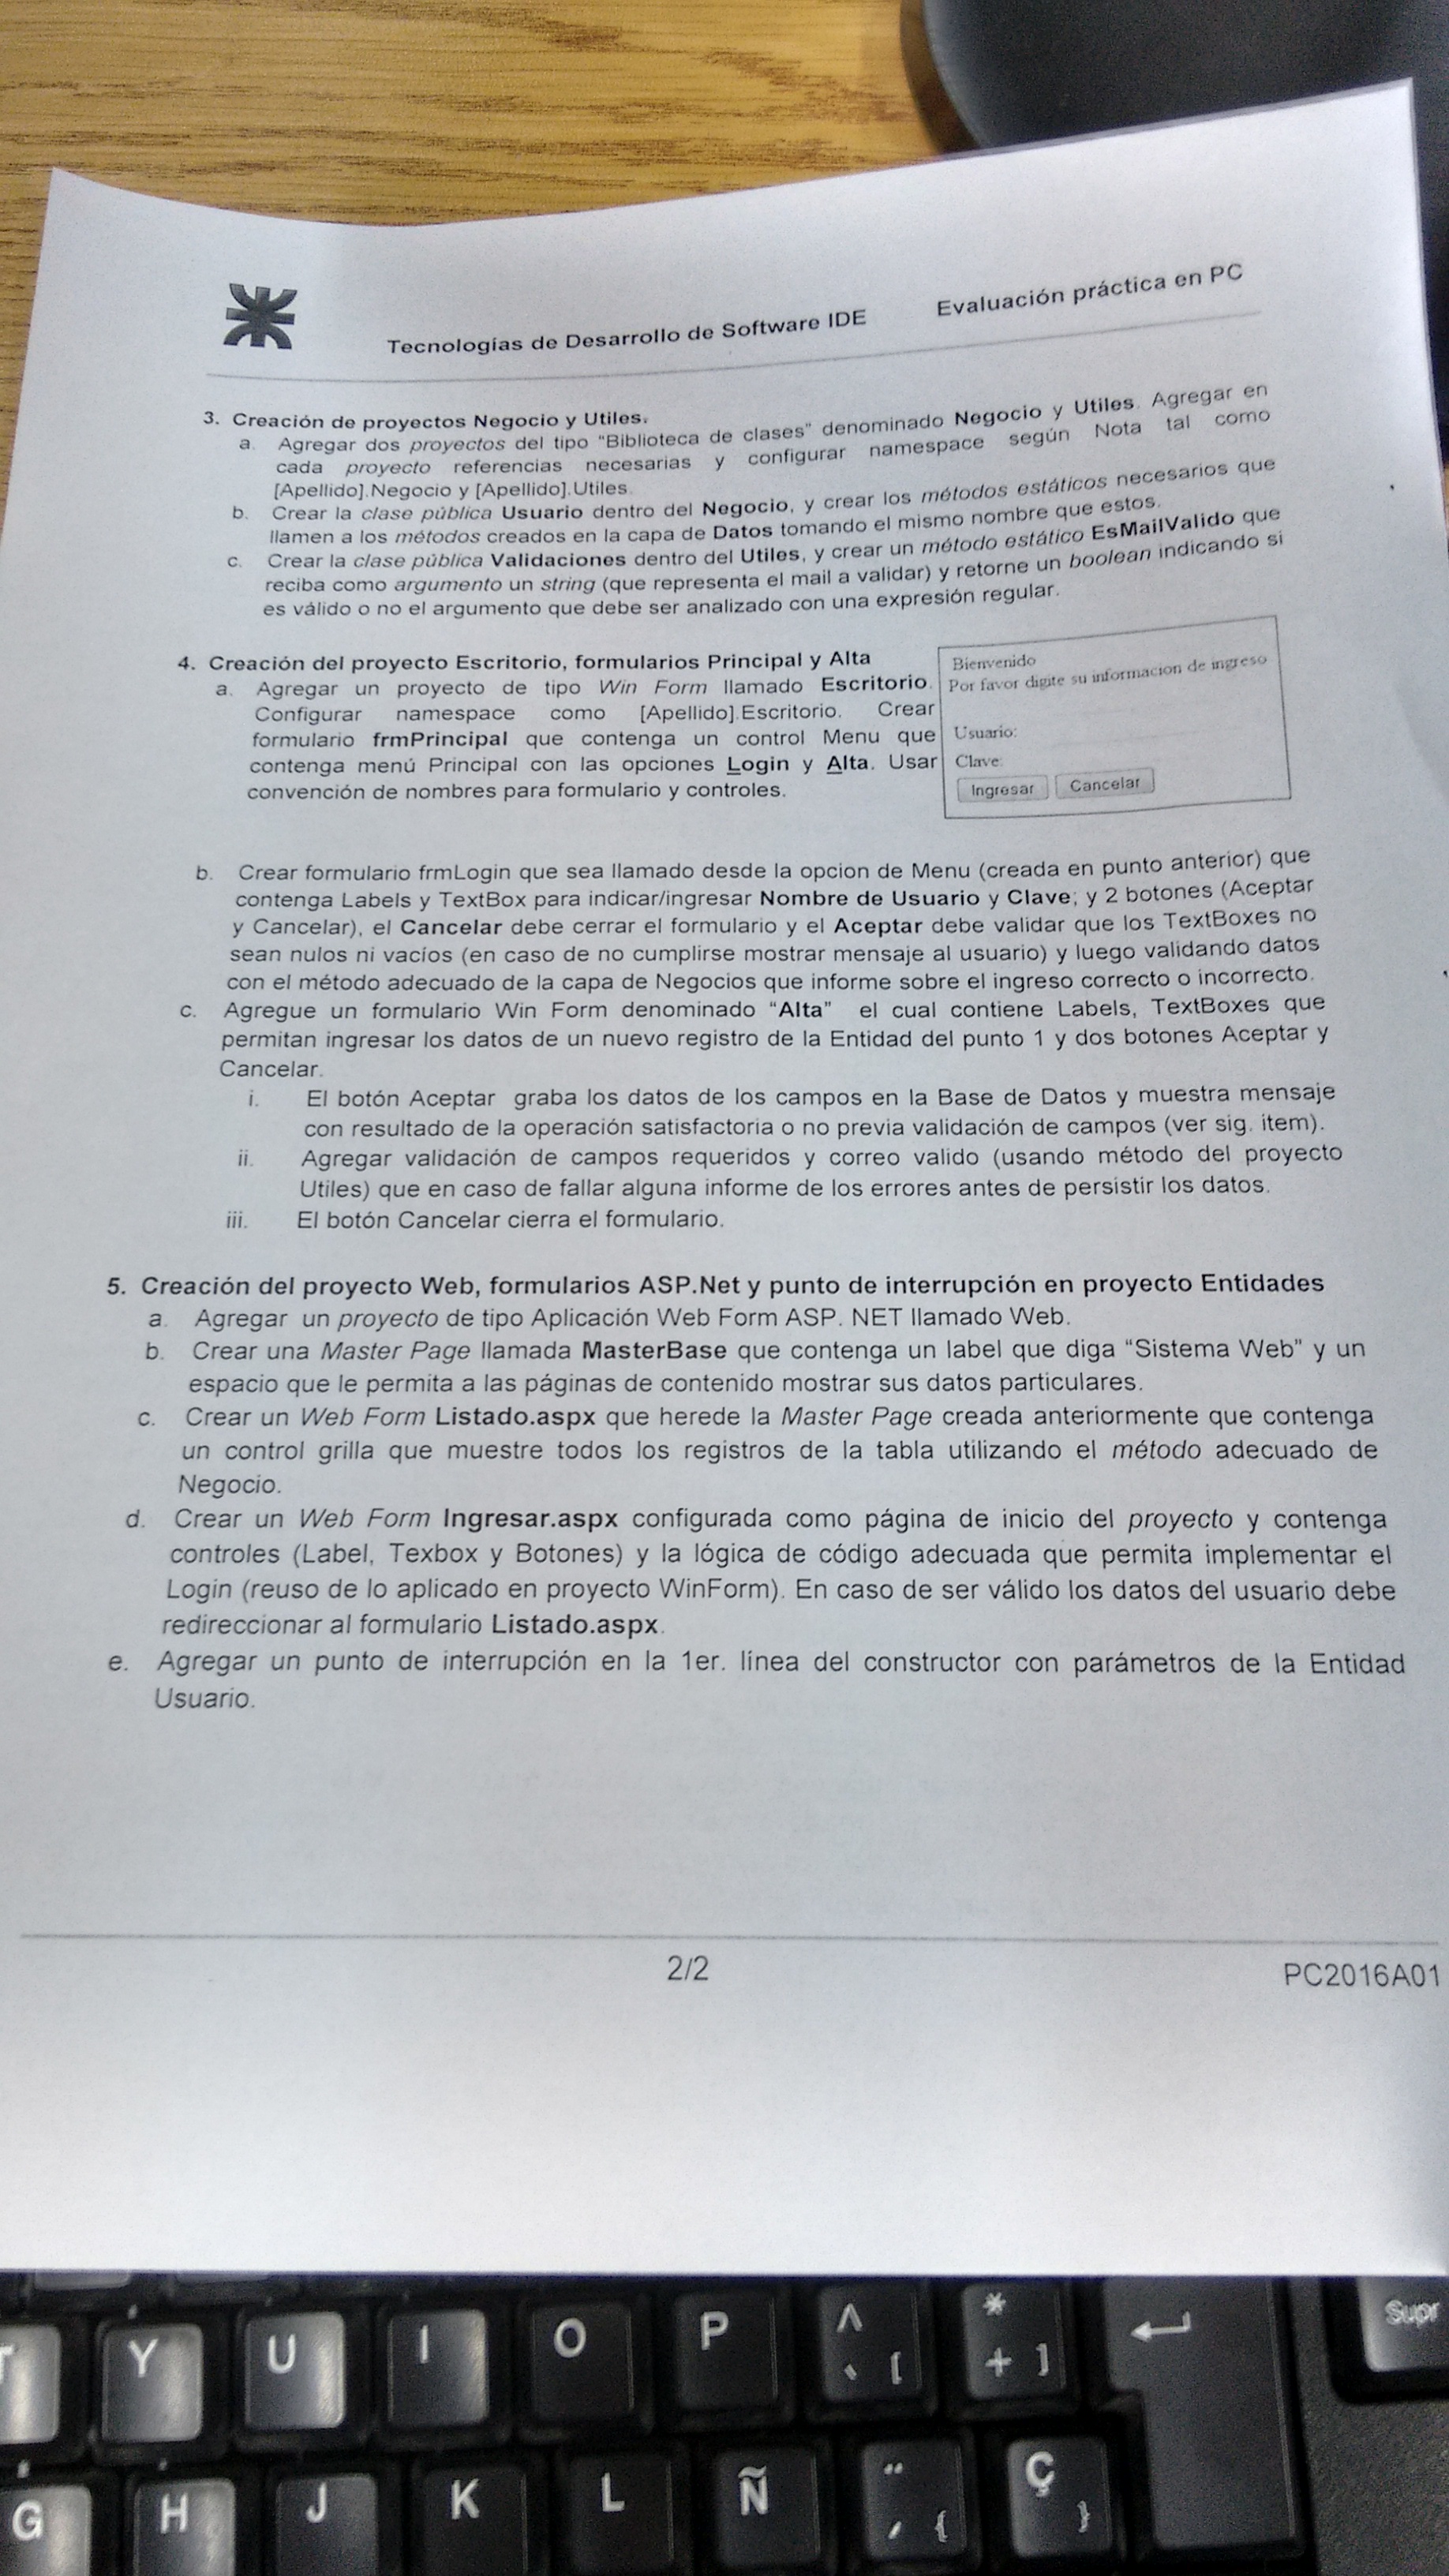 Tecnologías de Desarrollo de Software IDE Evaluación práctica en PC
3. Creación de proyectos Negocio y Utiles.
a. Agregar dos proyectos del tipo “Biblioteca de clases” denominado Negocio y Utiles. Agregar en
cada proyecto referencias necesarias y configurar namespace según Nota tal como
[Apellido].Negocio y [Apellido].Utiles.
b. Crear la clase pública Usuario dentro del Negocio, y crear los métodos estáticos necesarios que
llamen a los métodos creados en la capa de Datos tomando el mismo nombre que estos.
c. Crear la clase pública Validaciones dentro del Utiles, y crear un método estático EsMailValido que
reciba como argumento un string (que representa el mail a validar) y retorne un boolean indicando si
es válido o no el argumento que debe ser analizado con una expresión regular.
4. Creación del proyecto Escritorio, formularios Principal y Alta
a. Agregar un proyecto de tipo Win Form llamado Escritorio.
Configurar namespace como [Apellido].Escritorio. Crear
formulario frmPrincipal que contenga un control Menu que
contenga menú Principal con las opciones Login y Alta. Usar
convención de nombres para formulario y controles.
Bienvenido
Por favor digite su informacion de ingreso
Usuario:
Clave:
Ingresar Cancelar
b. Crear formulario frmLogin que sea llamado desde la opcion de Menu (creada en punto anterior) que
contenga Labels y TextBox para indicar/ingresar Nombre de Usuario y Clave; y 2 botones (Aceptar
y Cancelar), el Cancelar debe cerrar el formulario y el Aceptar debe validar que los TextBoxes no
sean nulos ni vacíos (en caso de no cumplirse mostrar mensaje al usuario) y luego validando datos
con el método adecuado de la capa de Negocios que informe sobre el ingreso correcto o incorrecto.
c. Agregue un formulario Win Form denominado “Alta” el cual contiene Labels, TextBoxes que
permitan ingresar los datos de un nuevo registro de la Entidad del punto 1 y dos botones Aceptar y
Cancelar.
i. El botón Aceptar graba los datos de los campos en la Base de Datos y muestra mensaje
con resultado de la operación satisfactoria o no previa validación de campos (ver sig. item).
ii. Agregar validación de campos requeridos y correo valido (usando método del proyecto
Utiles) que en caso de fallar alguna informe de los errores antes de persistir los datos.
iii. El botón Cancelar cierra el formulario.
5. Creación del proyecto Web, formularios ASP.Net y punto de interrupción en proyecto Entidades
a. Agregar un proyecto de tipo Aplicación Web Form ASP. NET llamado Web.
b. Crear una Master Page llamada MasterBase que contenga un label que diga “Sistema Web” y un
espacio que le permita a las páginas de contenido mostrar sus datos particulares.
c. Crear un Web Form Listado.aspx que herede la Master Page creada anteriormente que contenga
un control grilla que muestre todos los registros de la tabla utilizando el método adecuado de
Negocio.
d. Crear un Web Form Ingresar.aspx configurada como página de inicio del proyecto y contenga
controles (Label, Texbox y Botones) y la lógica de código adecuada que permita implementar el
Login (reuso de lo aplicado en proyecto WinForm). En caso de ser válido los datos del usuario debe
redireccionar al formulario Listado.aspx.
e. Agregar un punto de interrupción en la 1er. línea del constructor con parámetros de la Entidad
Usuario.
2/2 PC2016A01
Y U I O P ^ ` [ * + ] Supr
G H J K L Ñ ¨ ´ { Ç }